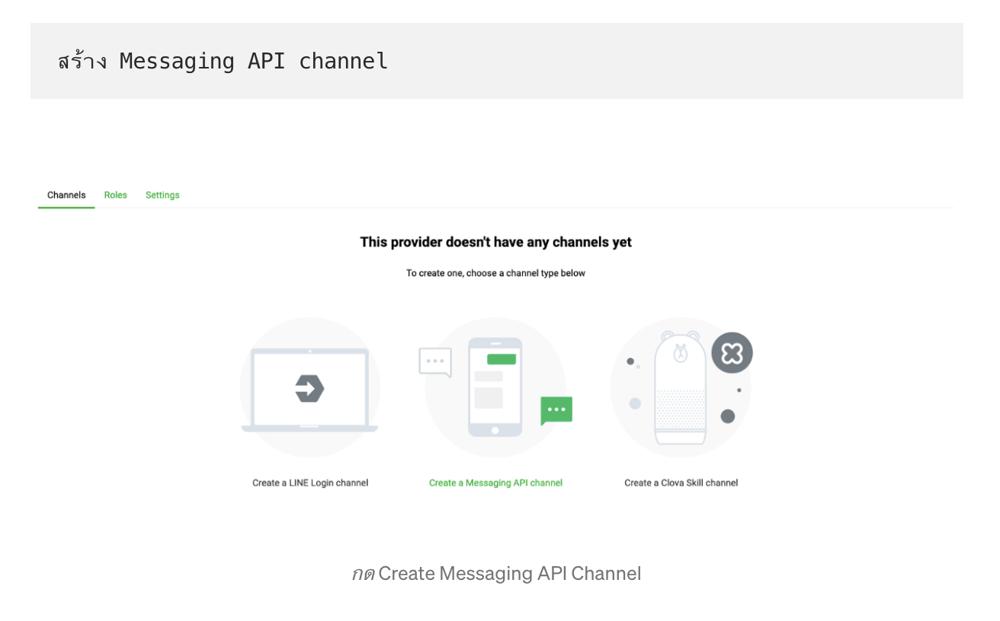 สร้าง Messaging API channel
Channels Roles Settings
This provider doesn't have any channels yet
To create one, choose a channel type below
Create a LINE Login channel Create a Messaging API channel Create a Clova Skill channel
กด Create Messaging API Channel